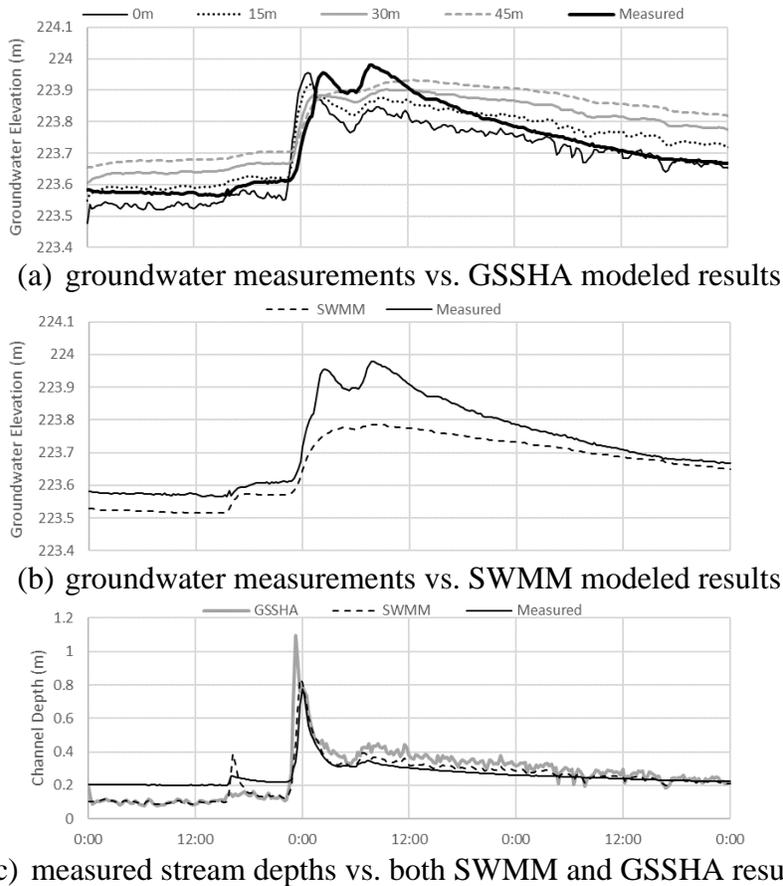 0m 15m 30m 45m Measured
224.1
224
223.9
223.8
223.7
223.6
223.5
223.4
Groundwater Elevation (m)
(a) groundwater measurements vs. GSSHA modeled results
SWMM Measured
224.1
224
223.9
223.8
223.7
223.6
223.5
223.4
Groundwater Elevation (m)
(b) groundwater measurements vs. SWMM modeled results
GSSHA SWMM Measured
1.2
1
0.8
0.6
0.4
0.2
0
Channel Depth (m)
0:00 12:00 0:00 12:00 0:00 12:00 0:00
c) measured stream depths vs. both SWMM and GSSHA resu